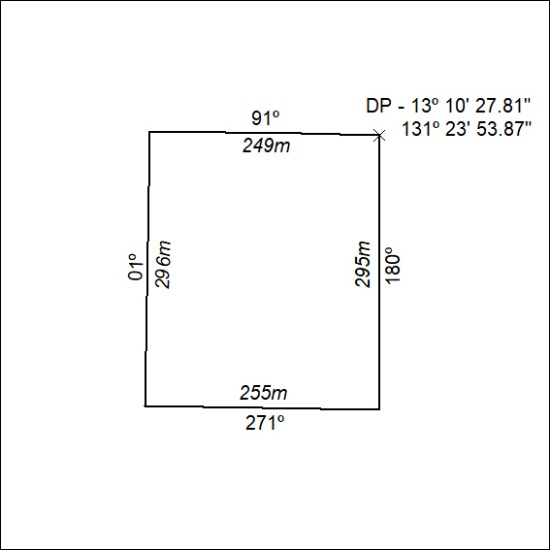 DP - 13º 10' 27.81"
131º 23' 53.87"
91º
249m
01º
296m
295m
180º
255m
271º